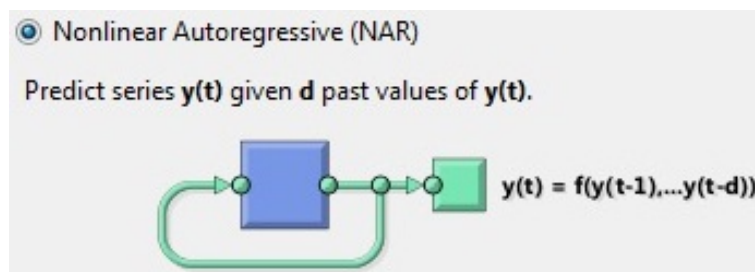 Nonlinear Autoregressive (NAR)
Predict series y(t) given d past values of y(t).
y(t) = f(y(t-1),...y(t-d))